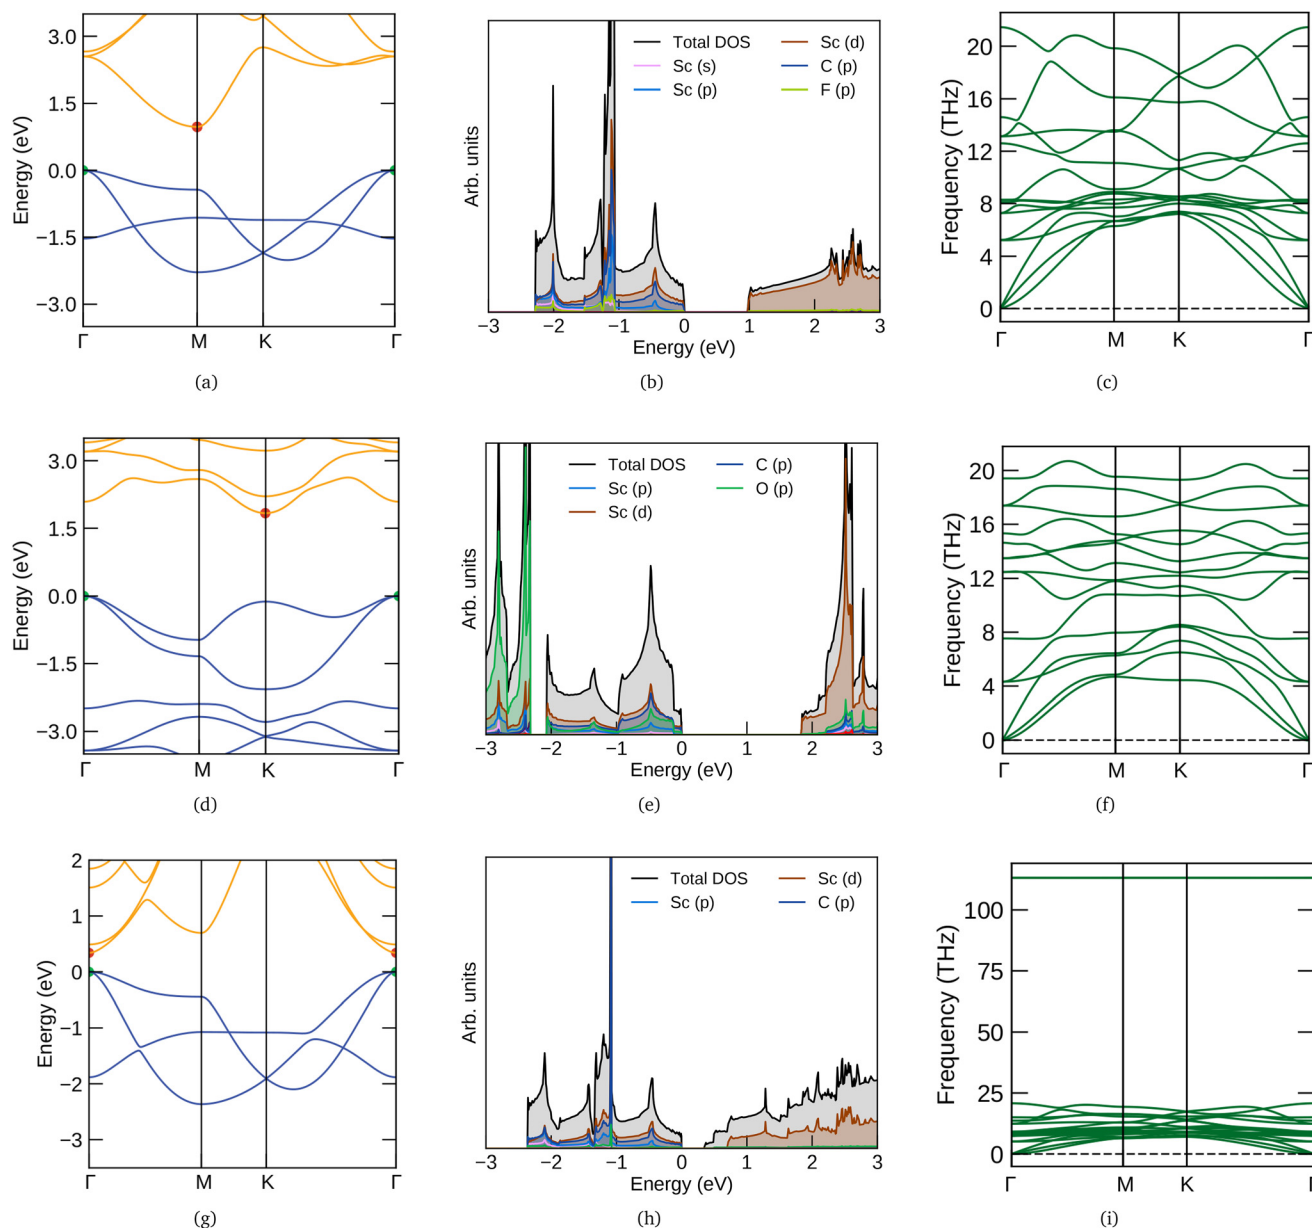 3.0
1.5
0.0
−1.5
−3.0
Energy (eV)
Γ M K Γ
(a)
Total DOS Sc (d)
Sc (s) C (p)
Sc (p) F (p)
Arb. units
−3 −2 −1 0 1 2 3
Energy (eV)
(b)
20
16
12
8
4
0
Frequency (THz)
Γ M K Γ
(c)
3.0
1.5
0.0
−1.5
−3.0
Energy (eV)
Γ M K Γ
(d)
Total DOS C (p)
Sc (p) O (p)
Sc (d)
Arb. units
−3 −2 −1 0 1 2 3
Energy (eV)
(e)
20
16
12
8
4
0
Frequency (THz)
Γ M K Γ
(f)
2
1
0
−1
−2
−3
Energy (eV)
Γ M K Γ
(g)
Total DOS Sc (d)
Sc (p) C (p)
Arb. units
−3 −2 −1 0 1 2 3
Energy (eV)
(h)
100
75
50
25
0
Frequency (THz)
Γ M K Γ
(i)